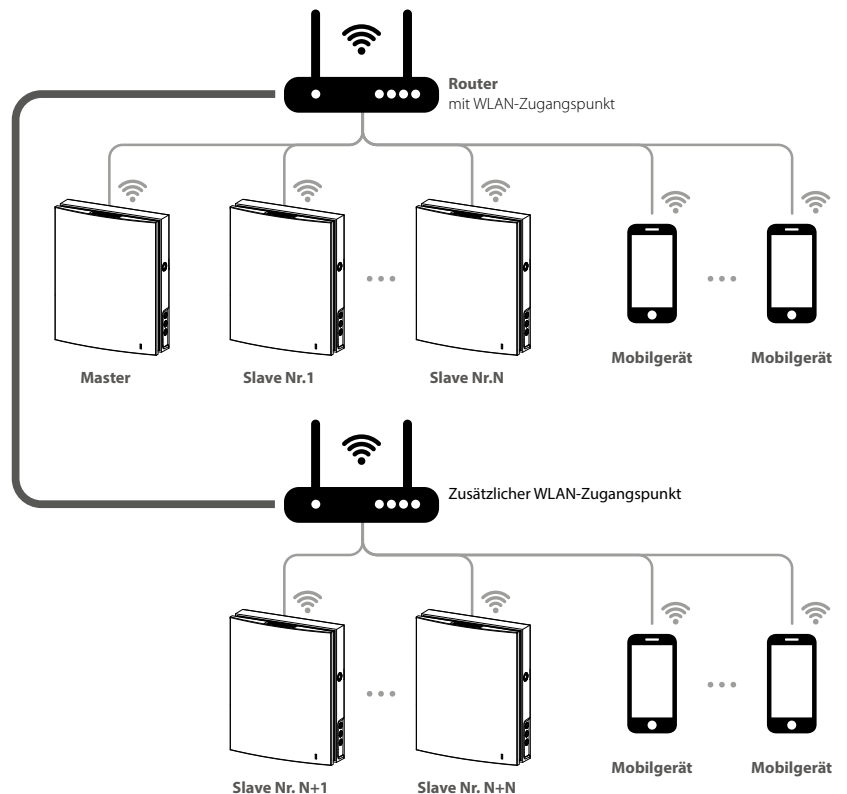 Router
mit WLAN-Zugangspunkt
Master
Slave Nr.1
Slave Nr.N
Mobilgerät
Mobilgerät
Zusätzlicher WLAN-Zugangspunkt
Slave Nr. N+1
Slave Nr. N+N
Mobilgerät
Mobilgerät